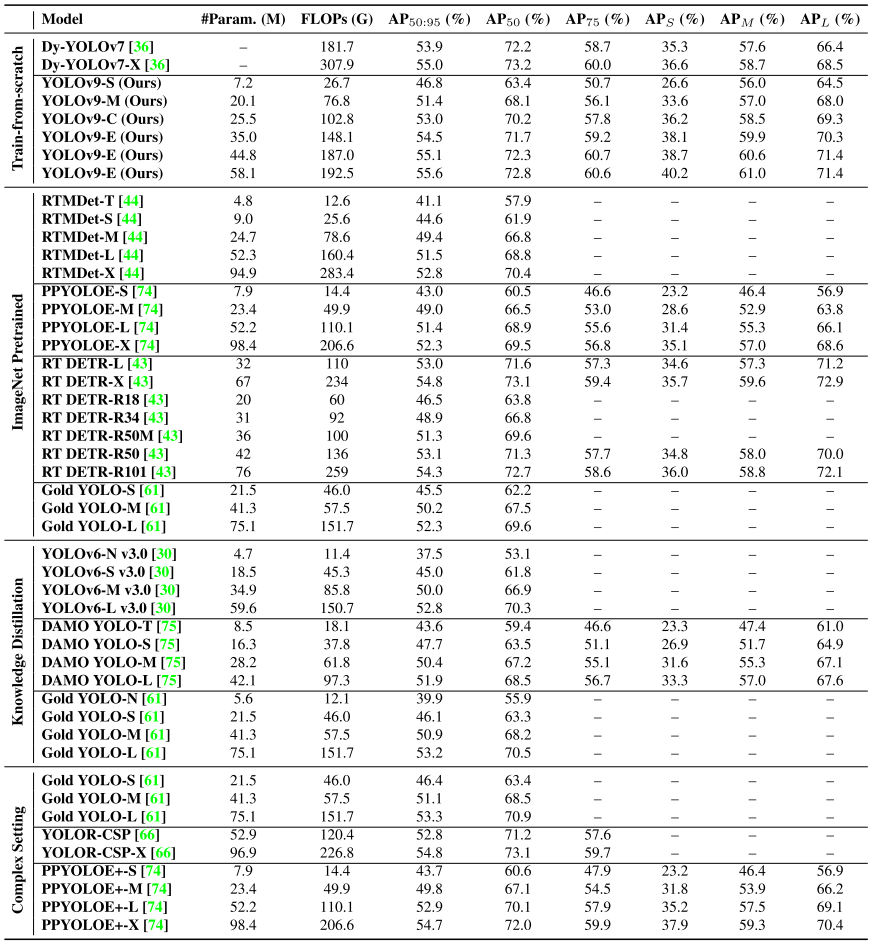 Model #Param. (M) FLOPs (G) AP50:95 (%) AP50 (%) AP75 (%) APS (%) APM (%) APL (%)
Train-from-scratch
Dy-YOLOv7 [36] – 181.7 53.9 72.2 58.7 35.3 57.6 66.4
Dy-YOLOv7-X [36] – 307.9 55.0 73.2 60.0 36.6 58.7 68.5
YOLOv9-S (Ours) 7.2 26.7 46.8 63.4 50.7 26.6 56.0 64.5
YOLOv9-M (Ours) 20.1 76.8 51.4 68.1 56.1 33.6 57.0 68.0
YOLOv9-C (Ours) 25.5 102.8 53.0 70.2 57.8 36.2 58.5 69.3
YOLOv9-E (Ours) 35.0 148.1 54.5 71.7 59.2 38.1 59.9 70.3
YOLOv9-E (Ours) 44.8 187.0 55.1 72.3 60.7 38.7 60.6 71.4
YOLOv9-E (Ours) 58.1 192.5 55.6 72.8 60.6 40.2 61.0 71.4
ImageNet Pretrained
RTMDet-T [44] 4.8 12.6 41.1 57.9 – – – –
RTMDet-S [44] 9.0 25.6 44.6 61.9 – – – –
RTMDet-M [44] 24.7 78.6 49.4 66.8 – – – –
RTMDet-L [44] 52.3 160.4 51.5 68.8 – – – –
RTMDet-X [44] 94.9 283.4 52.8 70.4 – – – –
PPYOLOE-S [74] 7.9 14.4 43.0 60.5 46.6 23.2 46.4 56.9
PPYOLOE-M [74] 23.4 49.9 49.0 66.5 53.0 28.6 52.9 63.8
PPYOLOE-L [74] 52.2 110.1 51.4 68.9 55.6 31.4 55.3 66.1
PPYOLOE-X [74] 98.4 206.6 52.3 69.5 56.8 35.1 57.0 68.6
RT DETR-L [43] 32 110 53.0 71.6 57.3 34.6 57.3 71.2
RT DETR-X [43] 67 234 54.8 73.1 59.4 35.7 59.6 72.9
RT DETR-R18 [43] 20 60 46.5 63.8 – – – –
RT DETR-R34 [43] 31 92 48.9 66.8 – – – –
RT DETR-R50M [43] 36 100 51.3 69.6 – – – –
RT DETR-R50 [43] 42 136 53.1 71.3 57.7 34.8 58.0 70.0
RT DETR-R101 [43] 76 259 54.3 72.7 58.6 36.0 58.8 72.1
Gold YOLO-S [61] 21.5 46.0 45.5 62.2 – – – –
Gold YOLO-M [61] 41.3 57.5 50.2 67.5 – – – –
Gold YOLO-L [61] 75.1 151.7 52.3 69.6 – – – –
Knowledge Distillation
YOLOv6-N v3.0 [30] 4.7 11.4 37.5 53.1 – – – –
YOLOv6-S v3.0 [30] 18.5 45.3 45.0 61.8 – – – –
YOLOv6-M v3.0 [30] 34.9 85.8 50.0 66.9 – – – –
YOLOv6-L v3.0 [30] 59.6 150.7 52.8 70.3 – – – –
DAMO YOLO-T [75] 8.5 18.1 43.6 59.4 46.6 23.3 47.4 61.0
DAMO YOLO-S [75] 16.3 37.8 47.7 63.5 51.1 26.9 51.7 64.9
DAMO YOLO-M [75] 28.2 61.8 50.4 67.2 55.1 31.6 55.3 67.1
DAMO YOLO-L [75] 42.1 97.3 51.9 68.5 56.7 33.3 57.0 67.6
Gold YOLO-N [61] 5.6 12.1 39.9 55.9 – – – –
Gold YOLO-S [61] 21.5 46.0 46.1 63.3 – – – –
Gold YOLO-M [61] 41.3 57.5 50.9 68.2 – – – –
Gold YOLO-L [61] 75.1 151.7 53.2 70.5 – – – –
Complex Setting
Gold YOLO-S [61] 21.5 46.0 46.4 63.4 – – – –
Gold YOLO-M [61] 41.3 57.5 51.1 68.5 – – – –
Gold YOLO-L [61] 75.1 151.7 53.3 70.9 – – – –
YOLOR-CSP [66] 52.9 120.4 52.8 71.2 57.6 – – –
YOLOR-CSP-X [66] 96.9 226.8 54.8 73.1 59.7 – – –
PPYOLOE+-S [74] 7.9 14.4 43.7 60.6 47.9 23.2 46.4 56.9
PPYOLOE+-M [74] 23.4 49.9 49.8 67.1 54.5 31.8 53.9 66.2
PPYOLOE+-L [74] 52.2 110.1 52.9 70.1 57.9 35.2 57.5 69.1
PPYOLOE+-X [74] 98.4 206.6 54.7 72.0 59.9 37.9 59.3 70.4